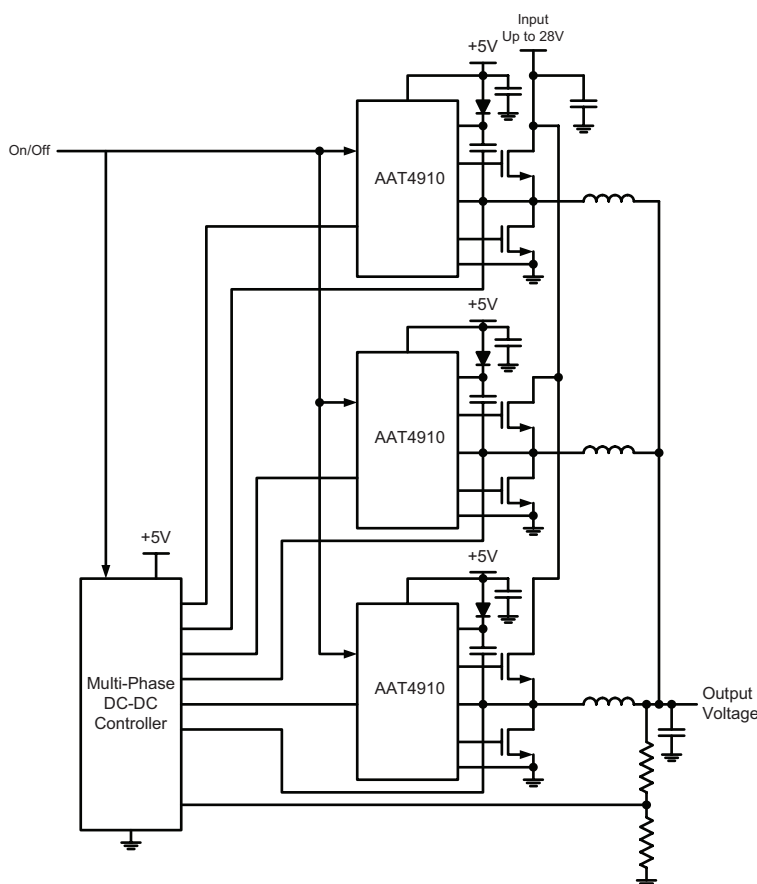 Input
Up to 28V
+5V
On/Off
AAT4910
+5V
AAT4910
+5V
+5V
AAT4910
Multi-Phase
DC-DC
Controller
Output
Voltage